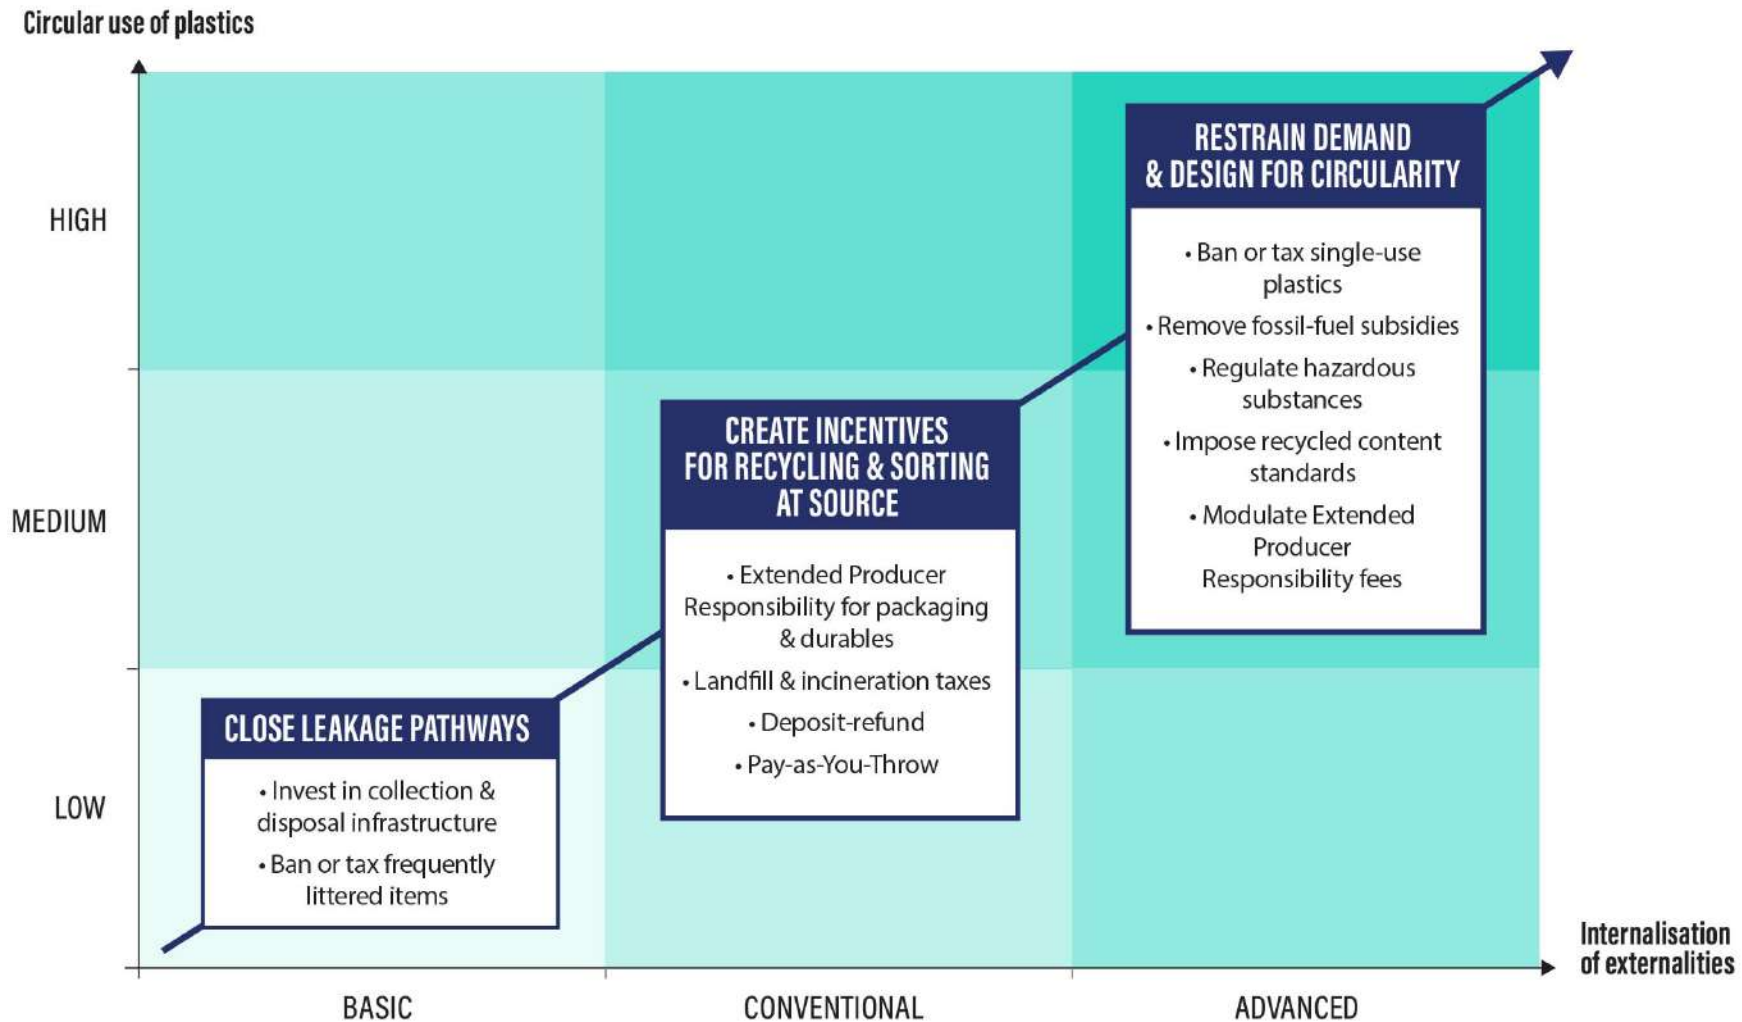 Circular use of plastics
HIGH
MEDIUM
LOW
CLOSE LEAKAGE PATHWAYS
• Invest in collection &
disposal infrastructure
• Ban or tax frequently
littered items
CREATE INCENTIVES
FOR RECYCLING & SORTING
AT SOURCE
• Extended Producer
Responsibility for packaging
& durables
• Landfill & incineration taxes
• Deposit-refund
• Pay-as-You-Throw
RESTRAIN DEMAND
& DESIGN FOR CIRCULARITY
• Ban or tax single-use
plastics
• Remove fossil-fuel subsidies
• Regulate hazardous
substances
• Impose recycled content
standards
• Modulate Extended
Producer
Responsibility fees
BASIC
CONVENTIONAL
ADVANCED
Internalisation
of externalities